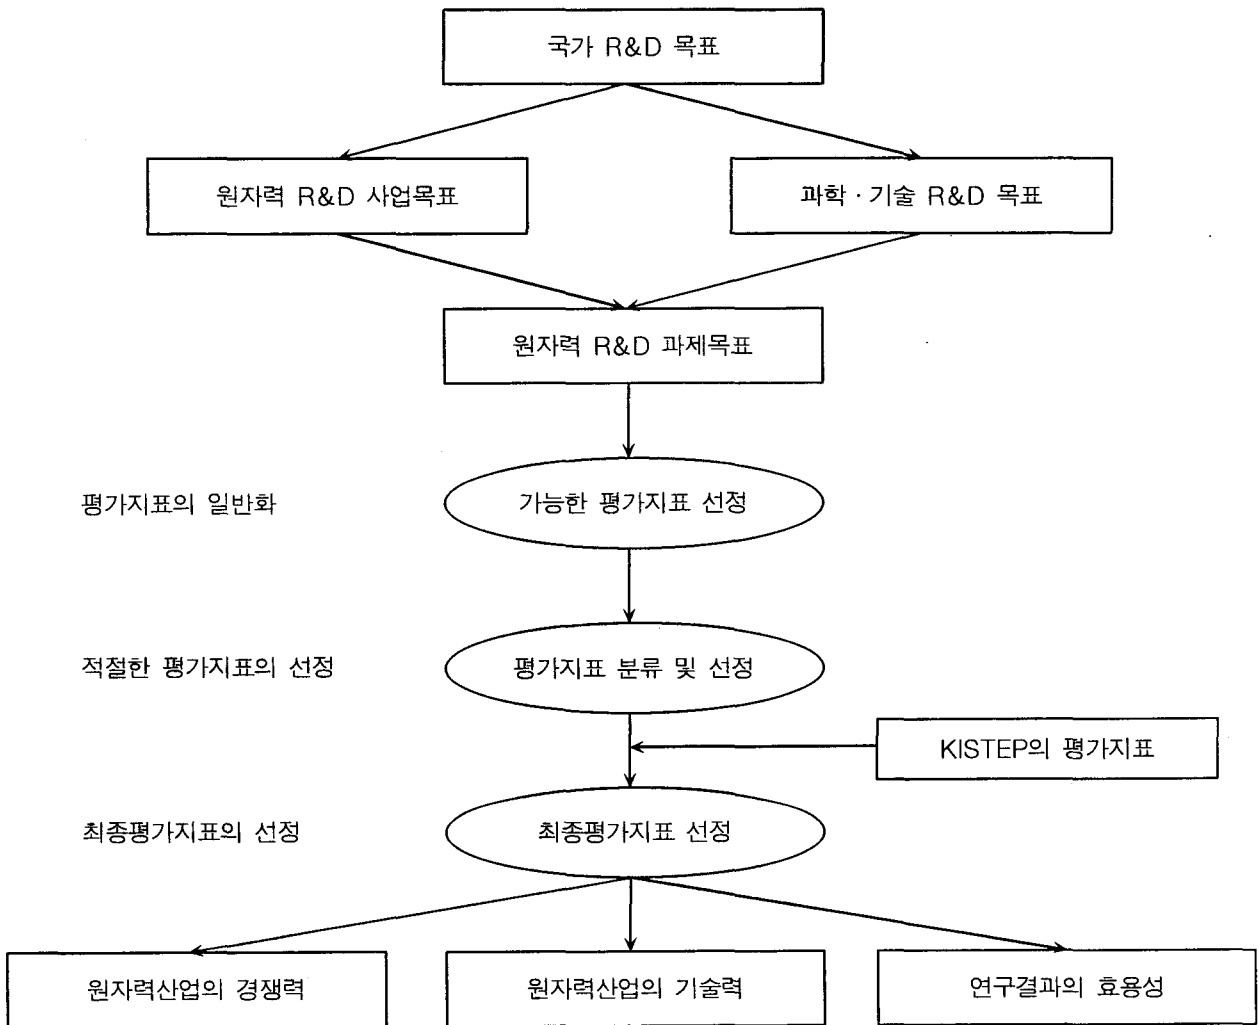 국가 R&D 목표
원자력 R&D 사업목표
과학·기술 R&D 목표
원자력 R&D 과제목표
평가지표의 일반화
가능한 평가지표 선정
적절한 평가지표의 선정
평가지표 분류 및 선정
KISTEP의 평가지표
최종평가지표의 선정
최종평가지표 선정
원자력산업의 경쟁력
원자력산업의 기술력
연구결과의 효용성